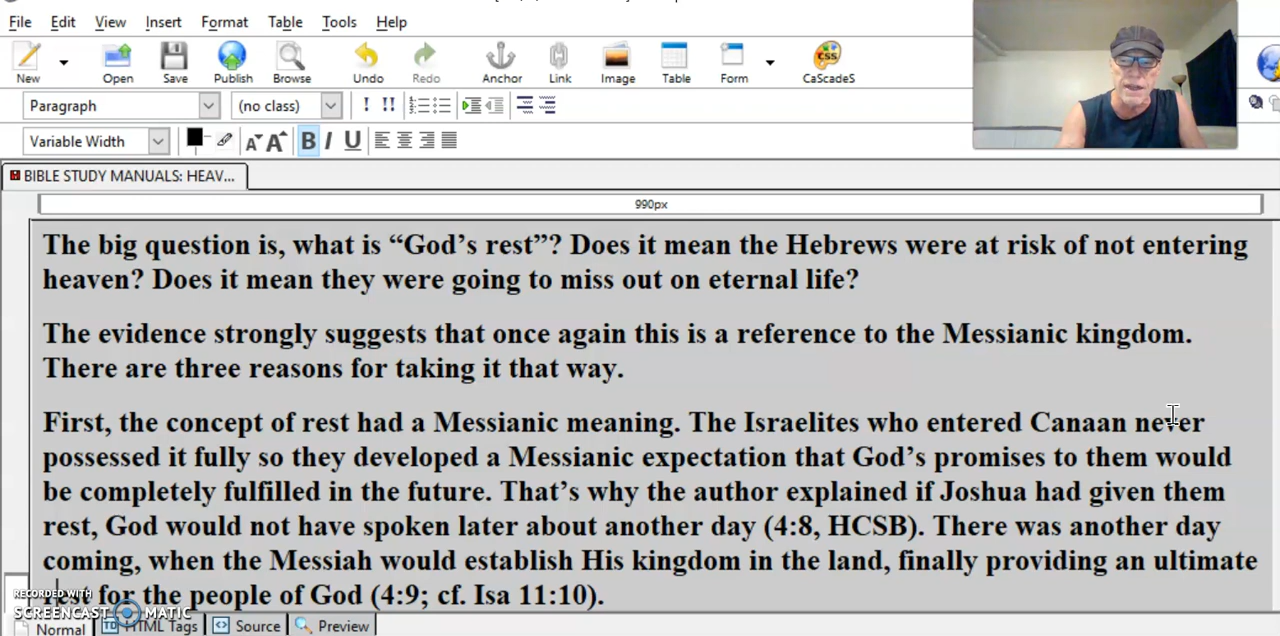 File Edit View Insert Format Table Tools Help
New Open Save Publish Browse Undo Redo Anchor Link Image Table Form CaScadeS
Paragraph (no class) ! !!
Variable Width A A B I U
BIBLE STUDY MANUALS: HEAV...
990px
The big question is, what is “God’s rest”? Does it mean the Hebrews were at risk of not entering
heaven? Does it mean they were going to miss out on eternal life?
The evidence strongly suggests that once again this is a reference to the Messianic kingdom.
There are three reasons for taking it that way.
First, the concept of rest had a Messianic meaning. The Israelites who entered Canaan never
possessed it fully so they developed a Messianic expectation that God’s promises to them would
be completely fulfilled in the future. That’s why the author explained if Joshua had given them
rest, God would not have spoken later about another day (4:8, HCSB). There was another day
coming, when the Messiah would establish His kingdom in the land, finally providing an ultimate
rest for the people of God (4:9; cf. Isa 11:10).
RECORDED WITH
SCREENCAST MATIC
Normal TD HTML Tags Source Preview